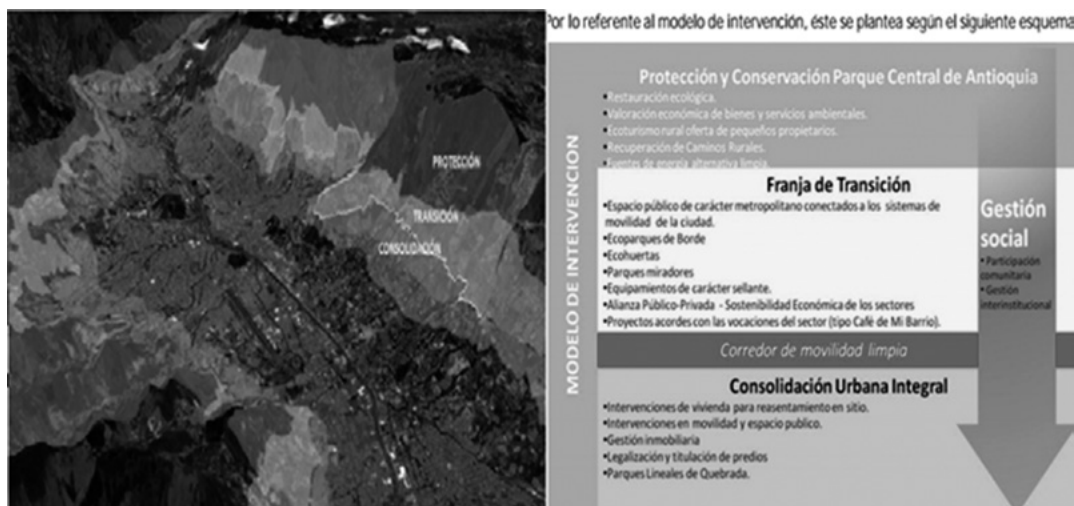 Por lo referente al modelo de intervención, éste se plantea según el siguiente esquema
PROTECCIÓN
TRANSICIÓN
CONSOLIDACIÓN
MODELO DE INTERVENCION
Protección y Conservación Parque Central de Antioquia
•Restauración ecológica.
•Valoración económica de bienes y servicios ambientales.
•Ecoturismo rural oferta de pequeños propietarios.
•Recuperación de Caminos Rurales.
•Fuentes de energía alternativa limpia.
Franja de Transición
•Espacio público de carácter metropolitano conectados a los sistemas de
movilidad de la ciudad.
•Ecoparques de Borde
•Ecohuertas
•Parques miradores
•Equipamientos de carácter sellante.
•Alianza Público-Privada - Sostenibilidad Económica de los sectores
•Proyectos acordes con las vocaciones del sector (tipo Café de Mi Barrio).
Corredor de movilidad limpia
Consolidación Urbana Integral
•Intervenciones de vivienda para reasentamiento en sitio.
•Intervenciones en movilidad y espacio publico.
•Gestión inmobiliaria
•Legalización y titulación de predios
•Parques Lineales de Quebrada.
Gestión
social
• Participación
comunitaria
• Gestión
interinstitucional